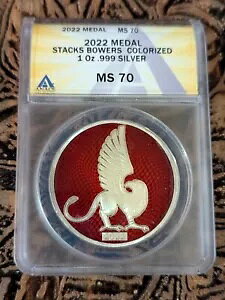 2022 MEDAL MS 70
2022 MEDAL
STACKS BOWERS COLORIZED
1 Oz .999 SILVER
MS 70